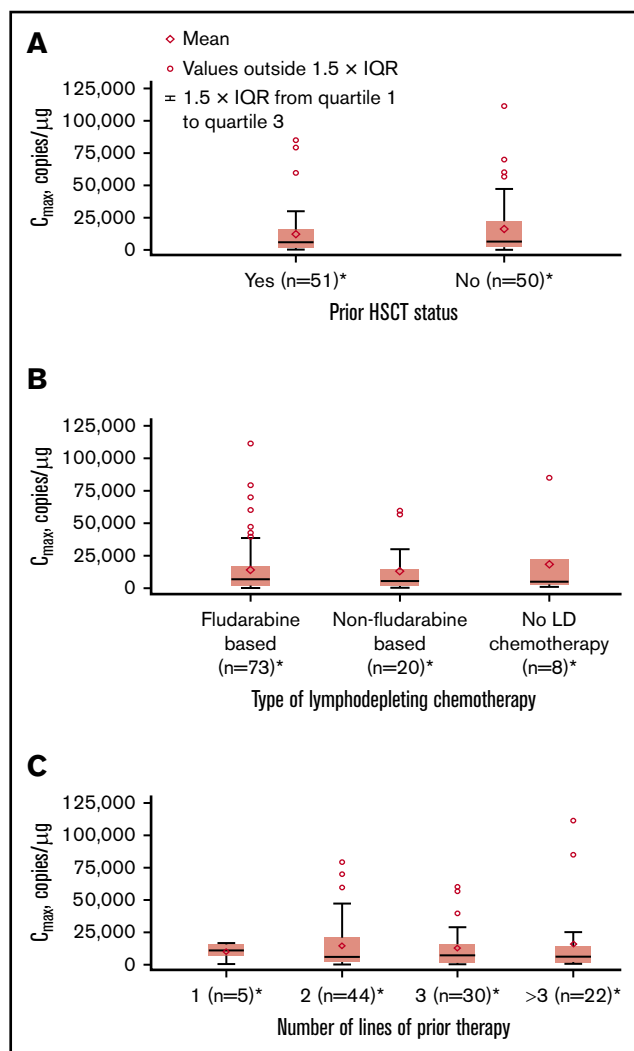 A
Mean
Values outside 1.5 × IQR
1.5 × IQR from quartile 1
to quartile 3
125,000
100,000
75,000
50,000
25,000
0
Cmax, copies/μg
Yes (n=51)* No (n=50)*
Prior HSCT status
B
125,000
100,000
75,000
50,000
25,000
0
Cmax, copies/μg
Fludarabine Non-fludarabine No LD
based based chemotherapy
(n=73)* (n=20)* (n=8)*
Type of lymphodepleting chemotherapy
C
125,000
100,000
75,000
50,000
25,000
0
Cmax, copies/μg
1 (n=5)* 2 (n=44)* 3 (n=30)* >3 (n=22)*
Number of lines of prior therapy